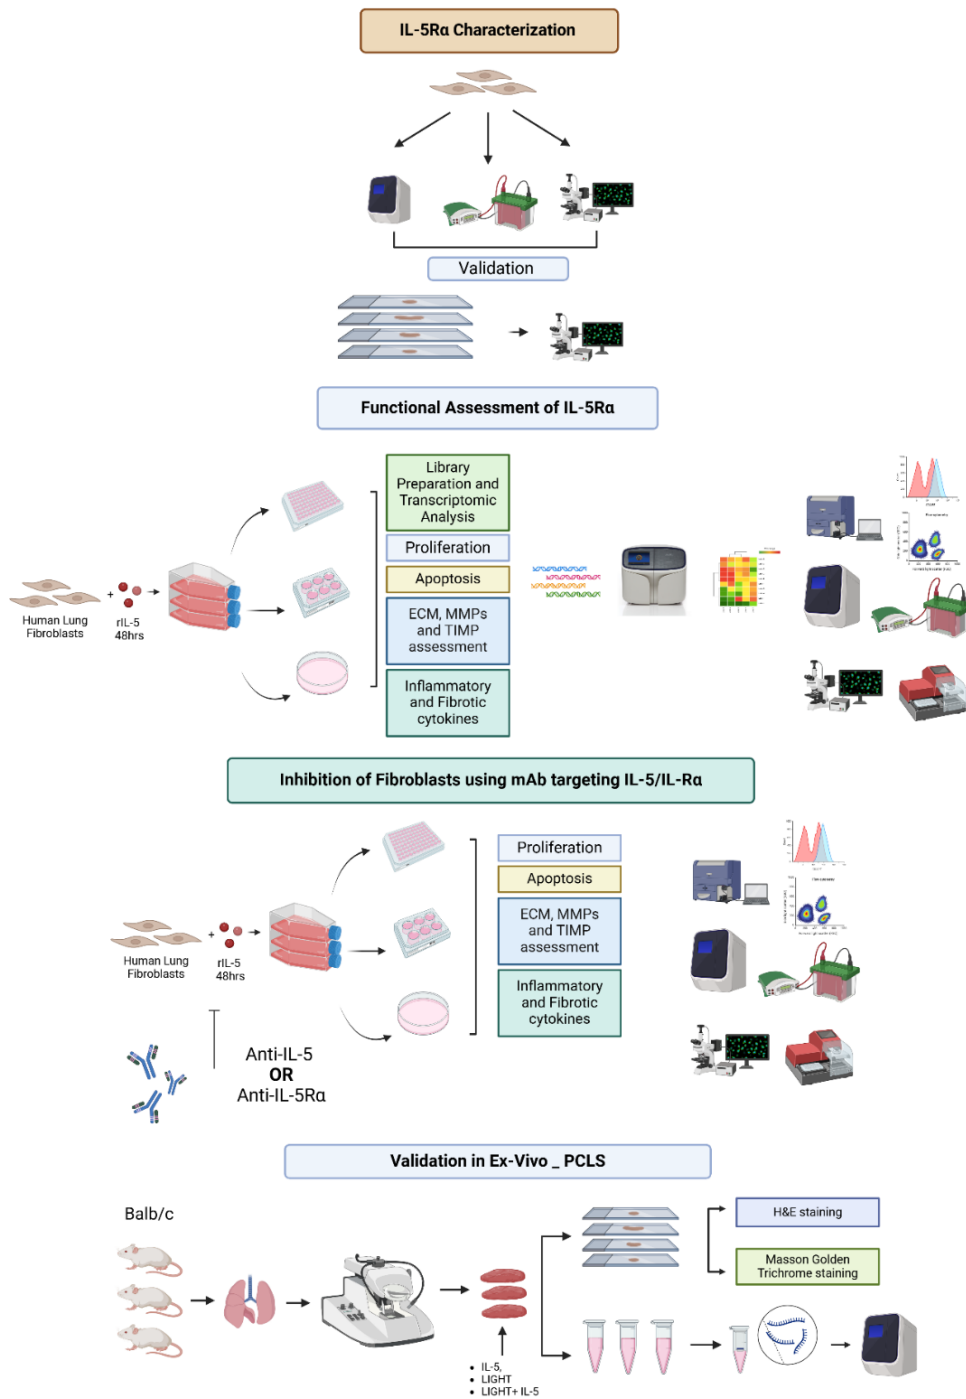 IL-5Rα Characterization
Validation
Functional Assessment of IL-5Rα
Library
Preparation and
Transcriptomic
Analysis
Proliferation
Apoptosis
ECM, MMPs
and TIMP
assessment
Inflammatory
and Fibrotic
cytokines
Human Lung
Fibroblasts
+
rIL-5
48hrs
Inhibition of Fibroblasts using mAb targeting IL-5/IL-Rα
Proliferation
Apoptosis
ECM, MMPs
and TIMP
assessment
Inflammatory
and Fibrotic
cytokines
Human Lung
Fibroblasts
+
rIL-5
48hrs
Anti-IL-5
OR
Anti-IL-5Rα
Validation in Ex-Vivo _ PCLS
Balb/c
H&E staining
Masson Golden
Trichrome staining
• IL-5,
• LIGHT
• LIGHT+ IL-5